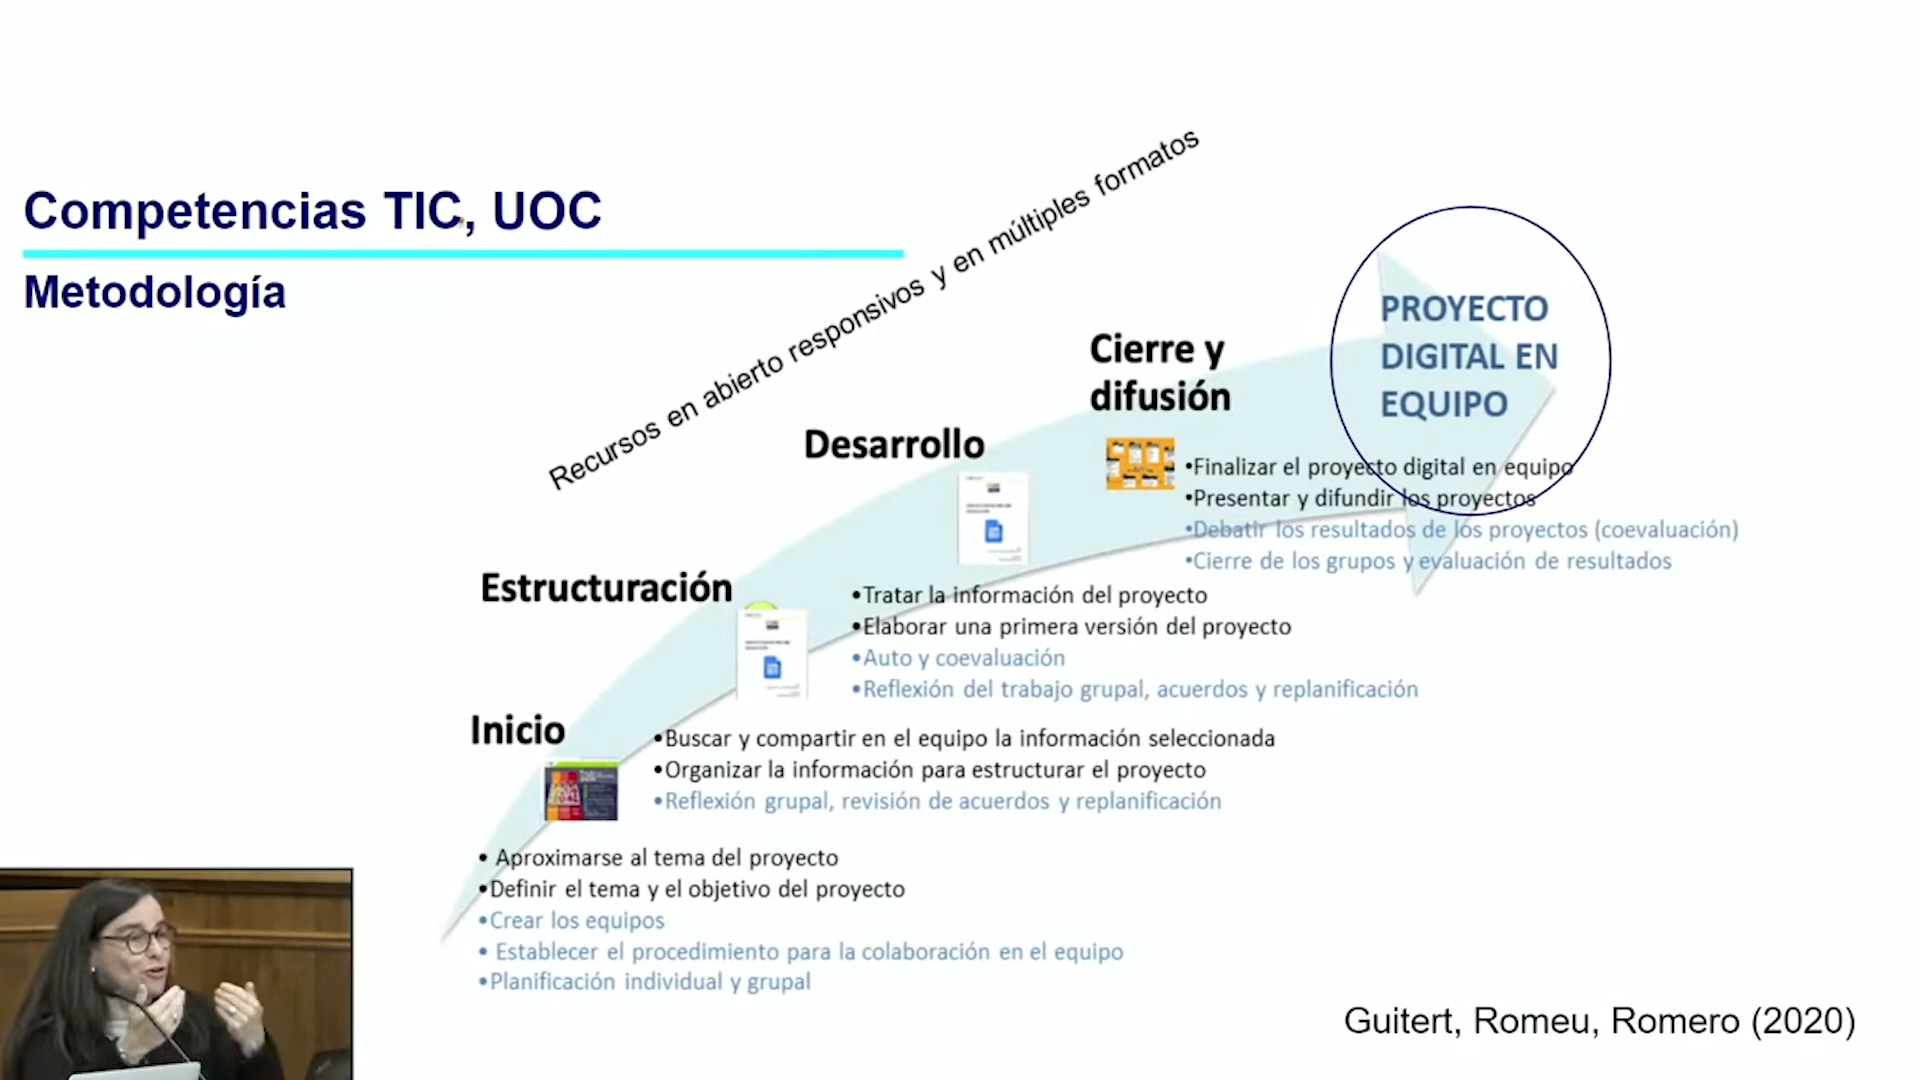 Competencias TIC, UOC
Metodología
Recursos en abierto responsivos y en múltiples formatos
PROYECTO
DIGITAL EN
EQUIPO
Cierre y
difusión
•Finalizar el proyecto digital en equipo
•Presentar y difundir los proyectos
•Debatir los resultados de los proyectos (coevaluación)
•Cierre de los grupos y evaluación de resultados
Desarrollo
•Tratar la información del proyecto
•Elaborar una primera versión del proyecto
•Auto y coevaluación
•Reflexión del trabajo grupal, acuerdos y replanificación
Estructuración
•Buscar y compartir en el equipo la información seleccionada
•Organizar la información para estructurar el proyecto
•Reflexión grupal, revisión de acuerdos y replanificación
Inicio
• Aproximarse al tema del proyecto
•Definir el tema y el objetivo del proyecto
•Crear los equipos
• Establecer el procedimiento para la colaboración en el equipo
•Planificación individual y grupal
Guitert, Romeu, Romero (2020)